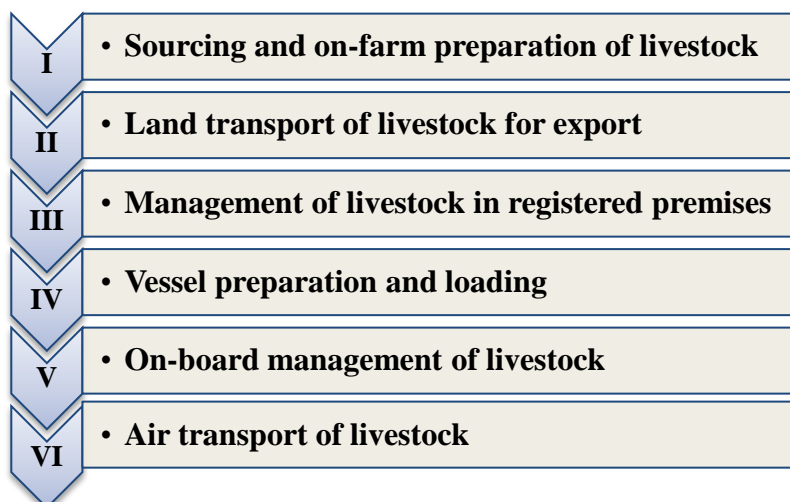 I • Sourcing and on-farm preparation of livestock
II • Land transport of livestock for export
III • Management of livestock in registered premises
IV • Vessel preparation and loading
V • On-board management of livestock
VI • Air transport of livestock